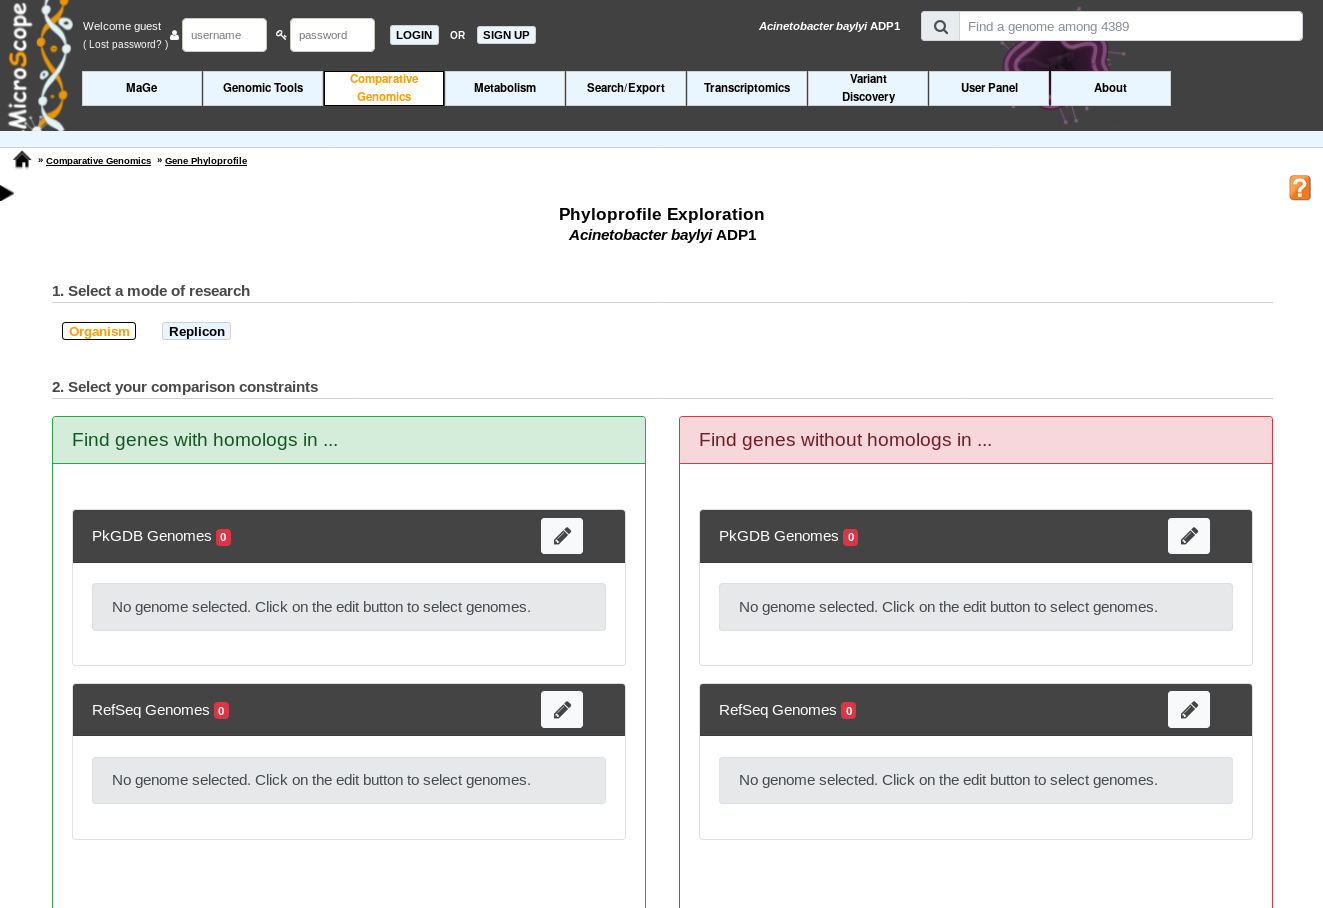 MicroScope
Welcome guest
( Lost password? )
username
password
LOGIN
OR
SIGN UP
Acinetobacter baylyi ADP1
Find a genome among 4389
MaGe
Genomic Tools
Comparative
Genomics
Metabolism
Search/Export
Transcriptomics
Variant
Discovery
User Panel
About
» Comparative Genomics » Gene Phyloprofile
?
Phyloprofile Exploration
Acinetobacter baylyi ADP1
1. Select a mode of research
Organism
Replicon
2. Select your comparison constraints
Find genes with homologs in ...
PkGDB Genomes 0
No genome selected. Click on the edit button to select genomes.
RefSeq Genomes 0
No genome selected. Click on the edit button to select genomes.
Find genes without homologs in ...
PkGDB Genomes 0
No genome selected. Click on the edit button to select genomes.
RefSeq Genomes 0
No genome selected. Click on the edit button to select genomes.